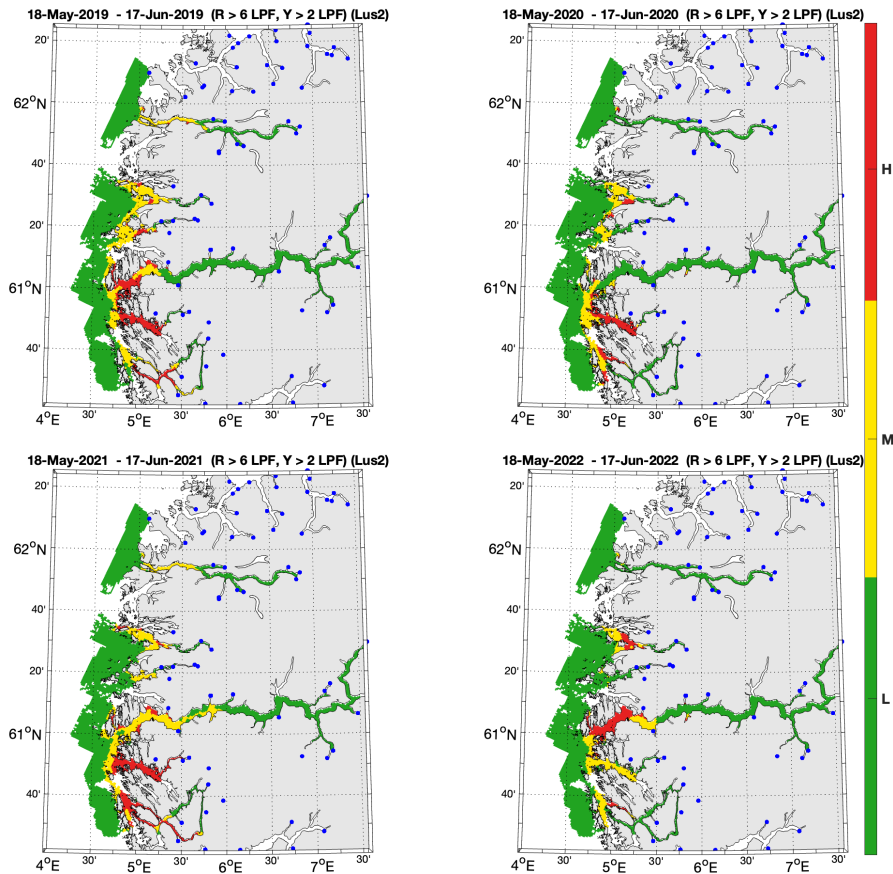 18-May-2019 - 17-Jun-2019 (R > 6 LPF, Y > 2 LPF) (Lus2)
20'
62°N
40'
20'
61°N
40'
4°E 30' 5°E 30' 6°E 30' 7°E 30'
18-May-2020 - 17-Jun-2020 (R > 6 LPF, Y > 2 LPF) (Lus2)
20'
62°N
40'
20'
61°N
40'
4°E 30' 5°E 30' 6°E 30' 7°E 30'
18-May-2021 - 17-Jun-2021 (R > 6 LPF, Y > 2 LPF) (Lus2)
20'
62°N
40'
20'
61°N
40'
4°E 30' 5°E 30' 6°E 30' 7°E 30'
18-May-2022 - 17-Jun-2022 (R > 6 LPF, Y > 2 LPF) (Lus2)
20'
62°N
40'
20'
61°N
40'
4°E 30' 5°E 30' 6°E 30' 7°E 30'
H
M
L